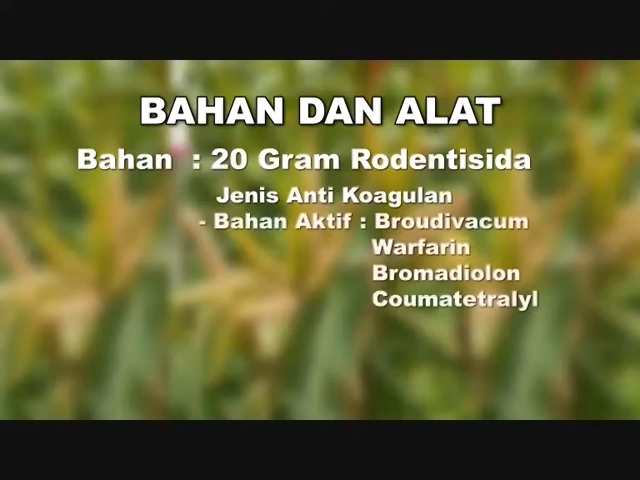 BAHAN DAN ALAT
Bahan : 20 Gram Rodentisida
Jenis Anti Koagulan
- Bahan Aktif : Broudivacum
Warfarin
Bromadiolon
Coumatetralyl